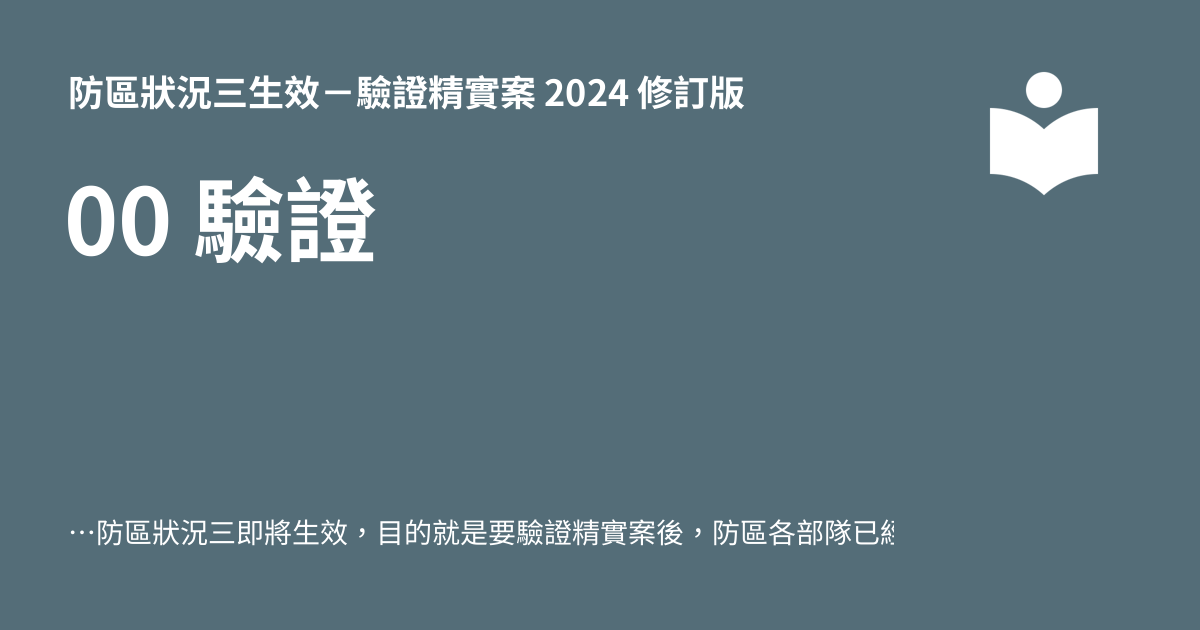 防區狀況三生效－驗證精實案 2024 修訂版
00 驗證
…防區狀況三即將生效，目的就是要驗證精實案後，防區各部隊已